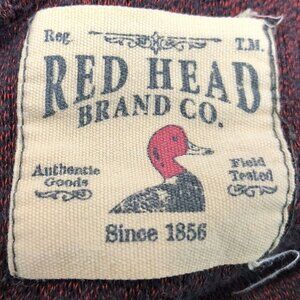 Reg. T.M.
RED HEAD
BRAND CO.
Authentic Field
Goods Tested
Since 1856